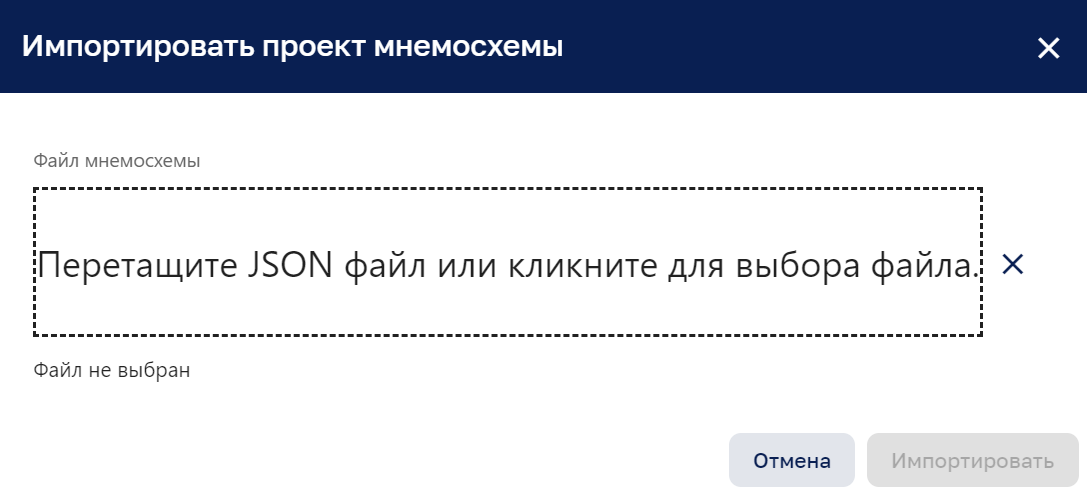 Импортировать проект мнемосхемы
Файл мнемосхемы
Перетащите JSON файл или кликните для выбора файла.
Файл не выбран
Отмена
Импортировать